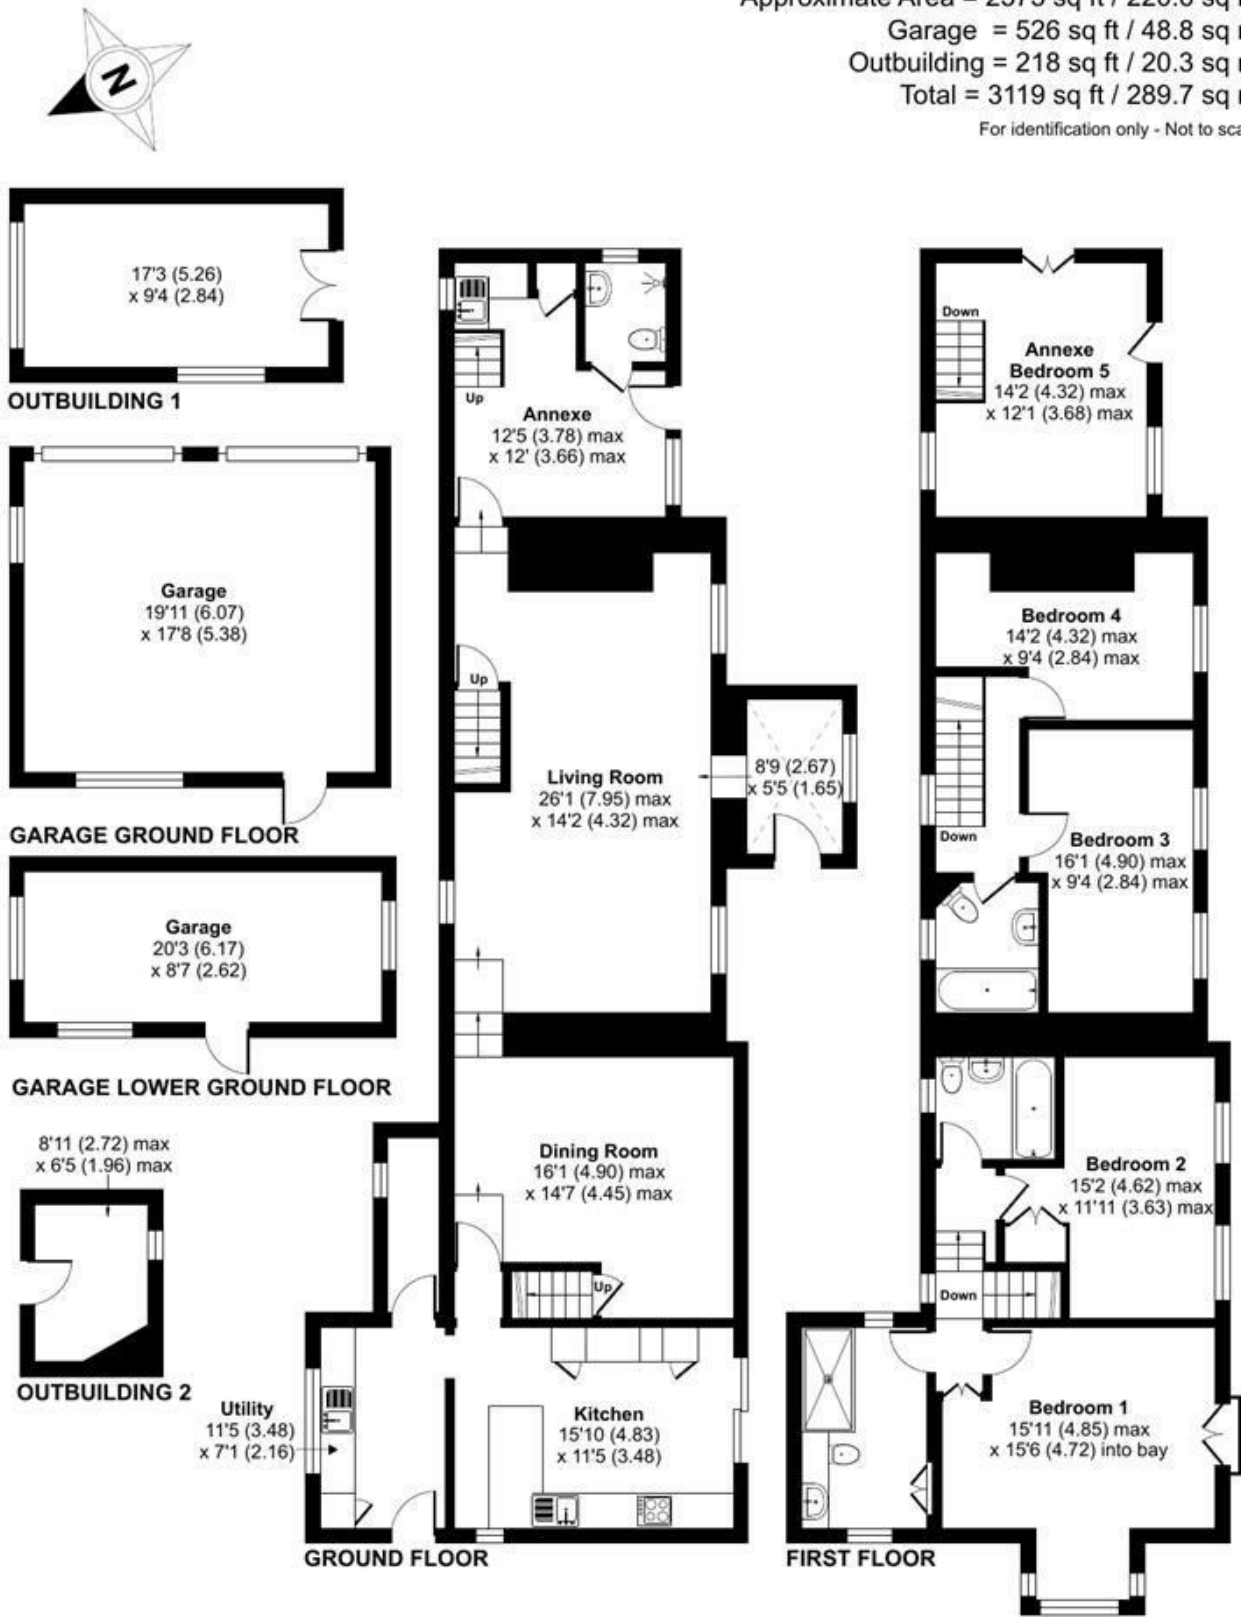 Garage = 526 sq ft / 48.8 sq
Outbuilding = 218 sq ft / 20.3 sq
Total = 3119 sq ft / 289.7 sq
For identification only - Not to
N
17'3 (5.26)
x 9'4 (2.84)
OUTBUILDING 1
Garage
19'11 (6.07)
x 17'8 (5.38)
GARAGE GROUND FLOOR
Garage
20'3 (6.17)
x 8'7 (2.62)
GARAGE LOWER GROUND FLOOR
8'11 (2.72) max
x 6'5 (1.96) max
OUTBUILDING 2
Up
Annexe
12'5 (3.78) max
x 12' (3.66) max
Up
Living Room
26'1 (7.95) max
x 14'2 (4.32) max
8'9 (2.67)
x 5'5 (1.65)
Dining Room
16'1 (4.90) max
x 14'7 (4.45) max
Up
Utility
11'5 (3.48)
x 7'1 (2.16)
Kitchen
15'10 (4.83)
x 11'5 (3.48)
GROUND FLOOR
Down
Annexe
Bedroom 5
14'2 (4.32) max
x 12'1 (3.68) max
Bedroom 4
14'2 (4.32) max
x 9'4 (2.84) max
Down
Bedroom 3
16'1 (4.90) max
x 9'4 (2.84) max
Bedroom 2
15'2 (4.62) max
x 11'11 (3.63) max
Down
Bedroom 1
15'11 (4.85) max
x 15'6 (4.72) into bay
FIRST FLOOR